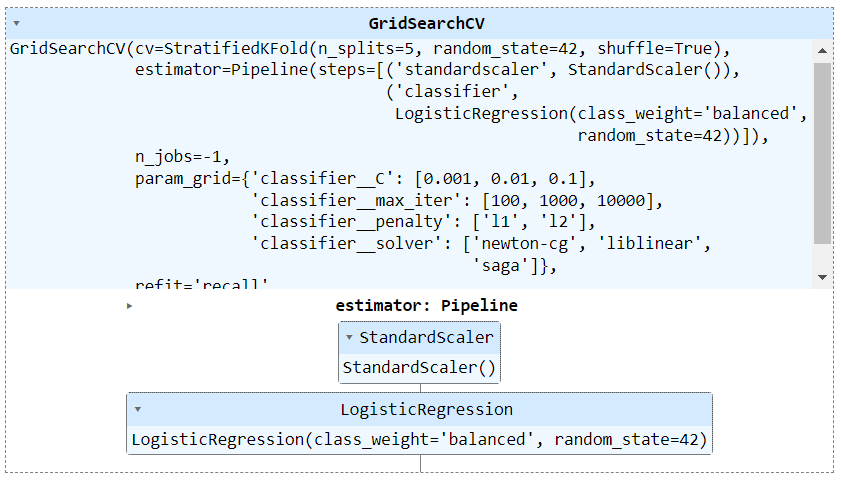 GridSearchCV
GridSearchCV(cv=StratifiedKFold(n_splits=5, random_state=42, shuffle=True),
             estimator=Pipeline(steps=[('standardscaler', StandardScaler()),
                                       ('classifier',
                                        LogisticRegression(class_weight='balanced',
                                                           random_state=42))]),
             n_jobs=-1,
             param_grid={'classifier__C': [0.001, 0.01, 0.1],
                         'classifier__max_iter': [100, 1000, 10000],
                         'classifier__penalty': ['l1', 'l2'],
                         'classifier__solver': ['newton-cg', 'liblinear',
                                                'saga']},
             refit='recall'
estimator: Pipeline
StandardScaler
StandardScaler()
LogisticRegression
LogisticRegression(class_weight='balanced', random_state=42)